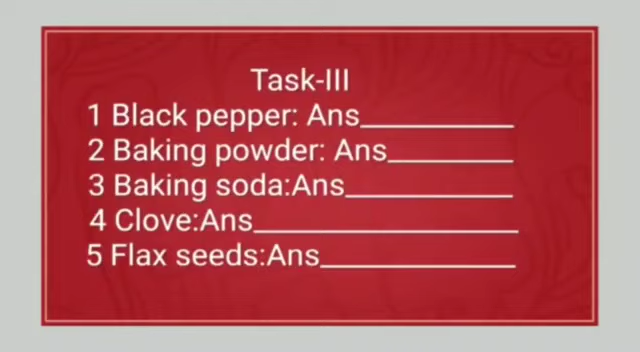 Task-III
1 Black pepper: Ans__________
2 Baking powder: Ans________
3 Baking soda:Ans___________
4 Clove:Ans__________________
5 Flax seeds:Ans_____________